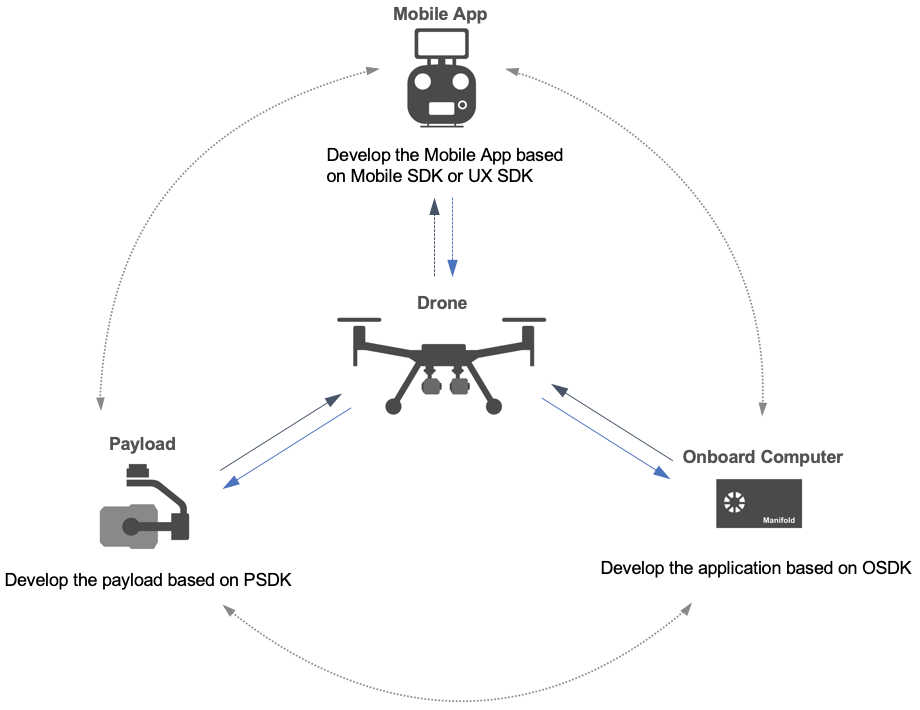 Mobile App
Develop the Mobile App based
on Mobile SDK or UX SDK
Drone
Payload
Onboard Computer
Manifold
Develop the payload based on PSDK
Develop the application based on OSDK